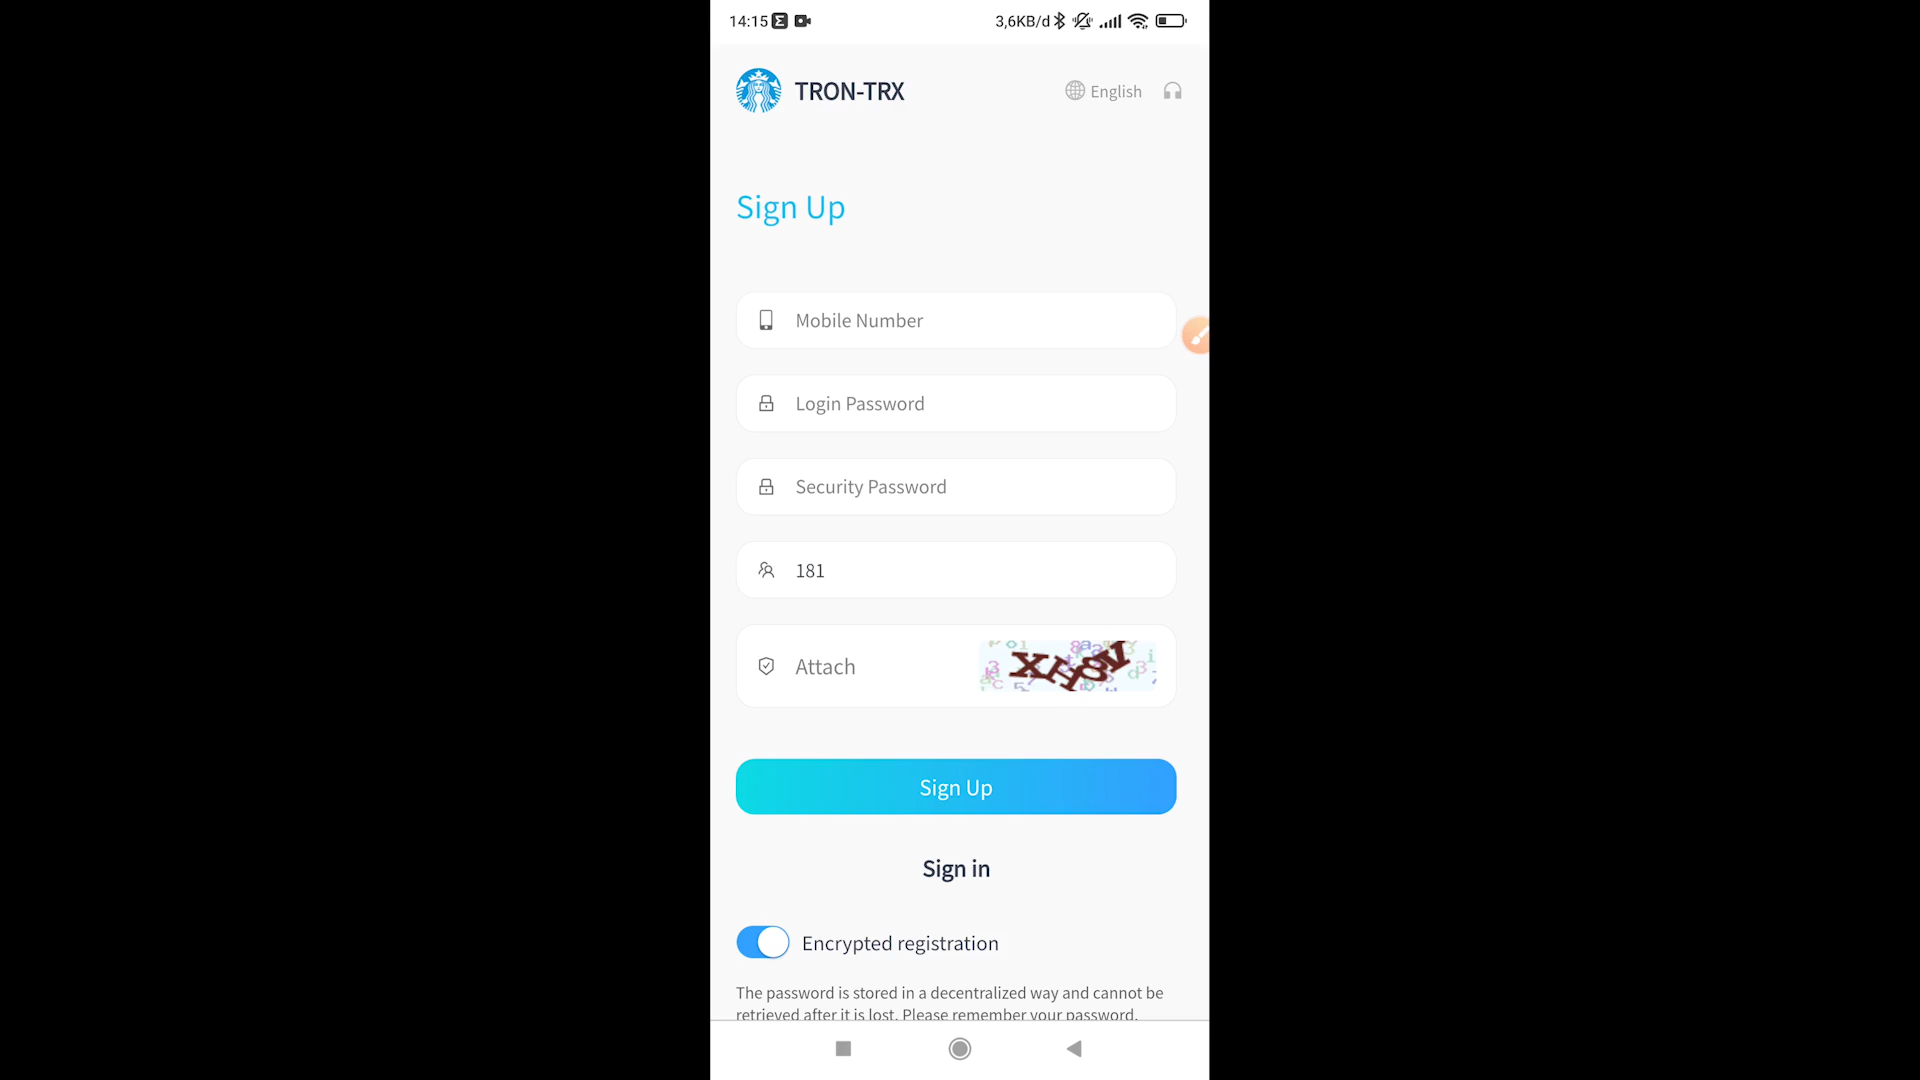 14:15 3,6KB/d
TRON-TRX English
Sign Up
Mobile Number
Login Password
Security Password
181
Attach XH8V
Sign Up
Sign in
Encrypted registration
The password is stored in a decentralized way and cannot be
retrieved after it is lost. Please remember your password.